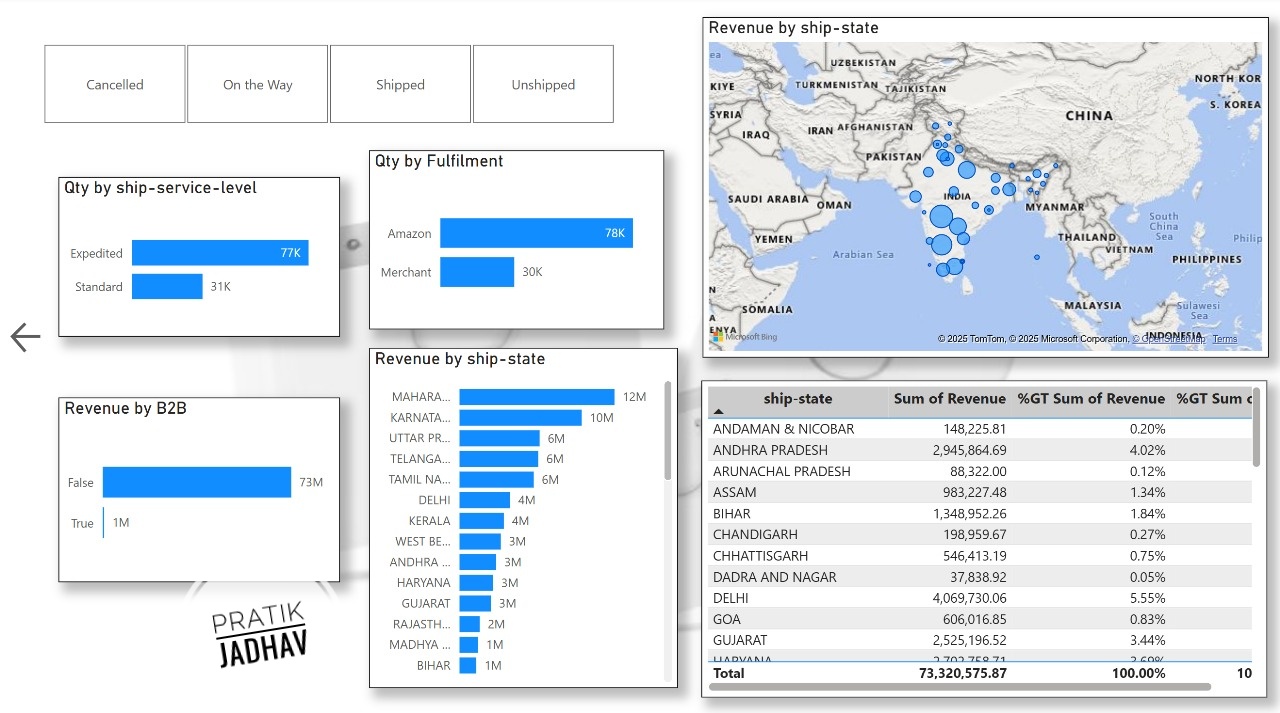 Cancelled
On the Way
Shipped
Unshipped
Qty by ship-service-level
Expedited 77K
Standard 31K
Qty by Fulfilment
Amazon 78K
Merchant 30K
Revenue by B2B
False 73M
True 1M
PRATIK
JADHAV
Revenue by ship-state
MAHARA... 12M
KARNATA... 10M
UTTAR PR... 6M
TELANGA... 6M
TAMIL NA... 6M
DELHI 4M
KERALA 4M
WEST BE... 3M
ANDHRA ... 3M
HARYANA 3M
GUJARAT 3M
RAJASTH... 2M
MADHYA ... 1M
BIHAR 1M
Revenue by ship-state
UZBEKISTAN
NORTH KOR
KIYE
TURKMENISTAN
TAJIKISTAN
S. KOREA
SYRIA
CHINA
IRAQ
IRAN
AFGHANISTAN
PAKISTAN
SAUDI ARABIA
OMAN
INDIA
MYANMAR
South
China
Sea
YEMEN
THAILAND
Philip
Arabian Sea
VIETNAM
PHILIPPINES
SOMALIA
MALAYSIA
Sulawesi
Sea
ENYA
INDONESIA
Microsoft Bing
© 2025 TomTom, © 2025 Microsoft Corporation, © OpenStreetMap Terms
ship-state Sum of Revenue %GT Sum of Revenue %GT Sum c
ANDAMAN & NICOBAR 148,225.81 0.20%
ANDHRA PRADESH 2,945,864.69 4.02%
ARUNACHAL PRADESH 88,322.00 0.12%
ASSAM 983,227.48 1.34%
BIHAR 1,348,952.26 1.84%
CHANDIGARH 198,959.67 0.27%
CHHATTISGARH 546,413.19 0.75%
DADRA AND NAGAR 37,838.92 0.05%
DELHI 4,069,730.06 5.55%
GOA 606,016.85 0.83%
GUJARAT 2,525,196.52 3.44%
HARYANA
Total 73,320,575.87 100.00% 10